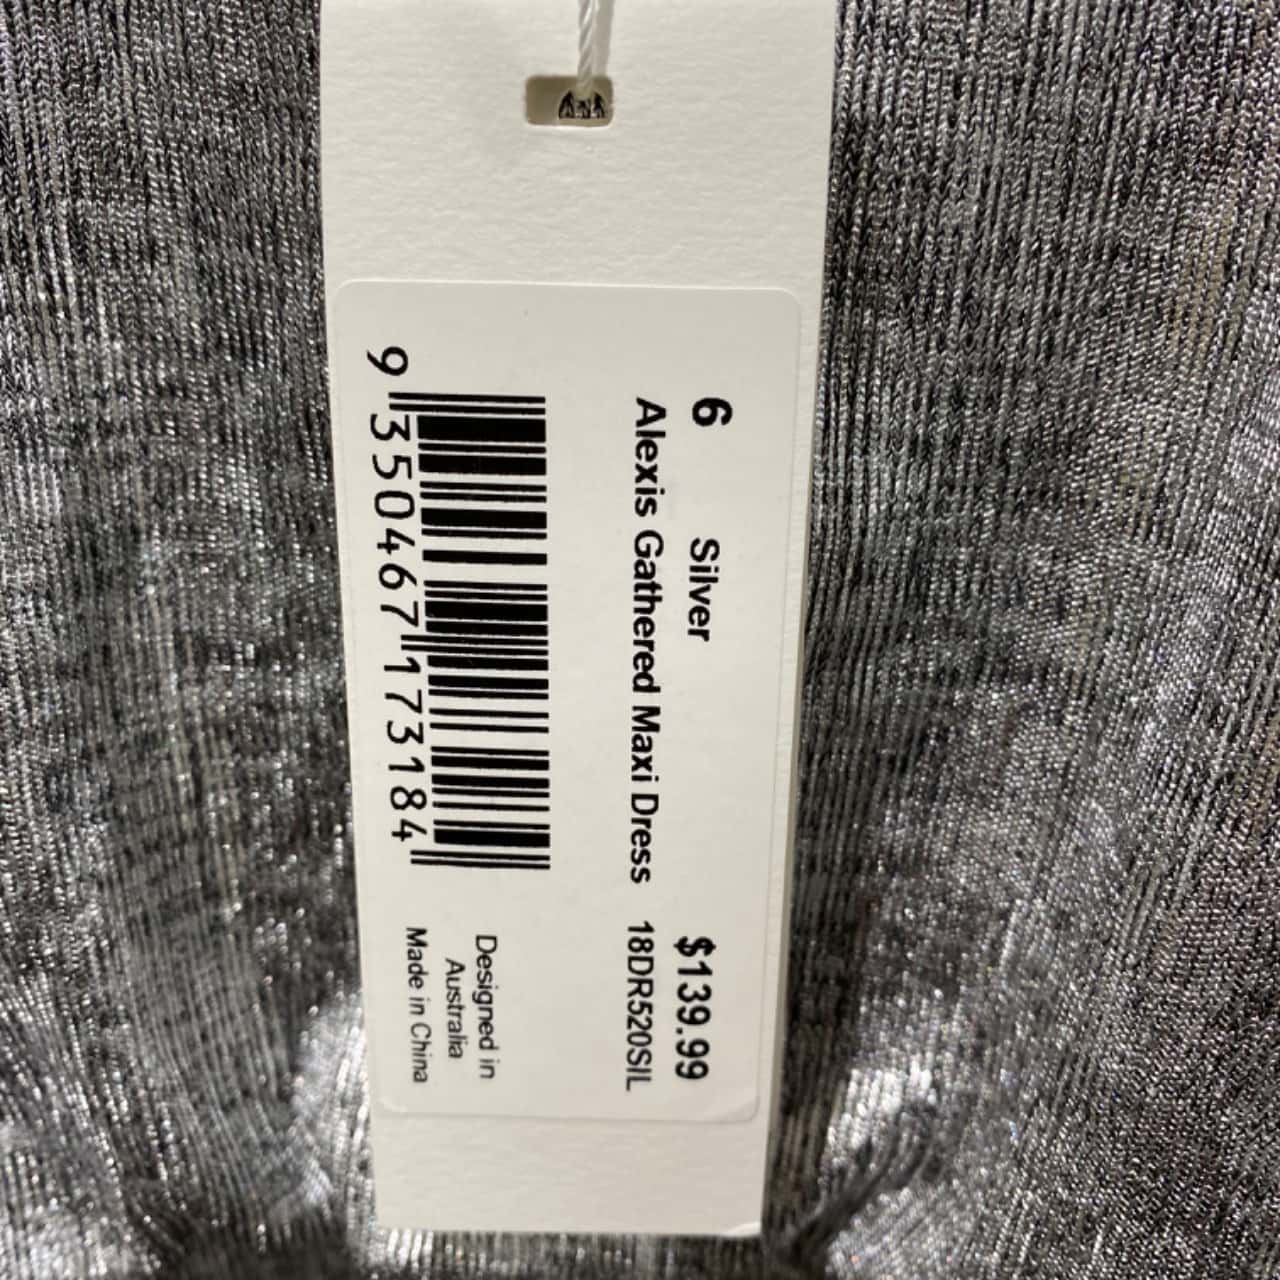 6 Silver $139.99
Alexis Gathered Maxi Dress 18DR520SIL
9 350467 173184
Designed in
Australia
Made in China